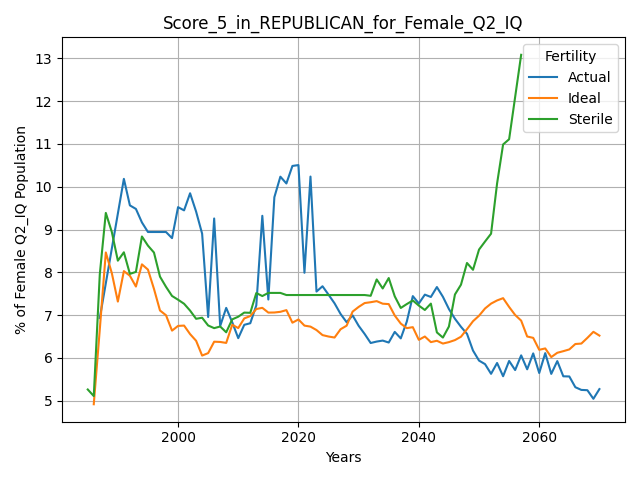 Score_5_in_REPUBLICAN_for_Female_Q2_IQ
% of Female Q2_IQ Population
13
12
11
10
9
8
7
6
5
Fertility
Actual
Ideal
Sterile
2000
2020
2040
2060
Years